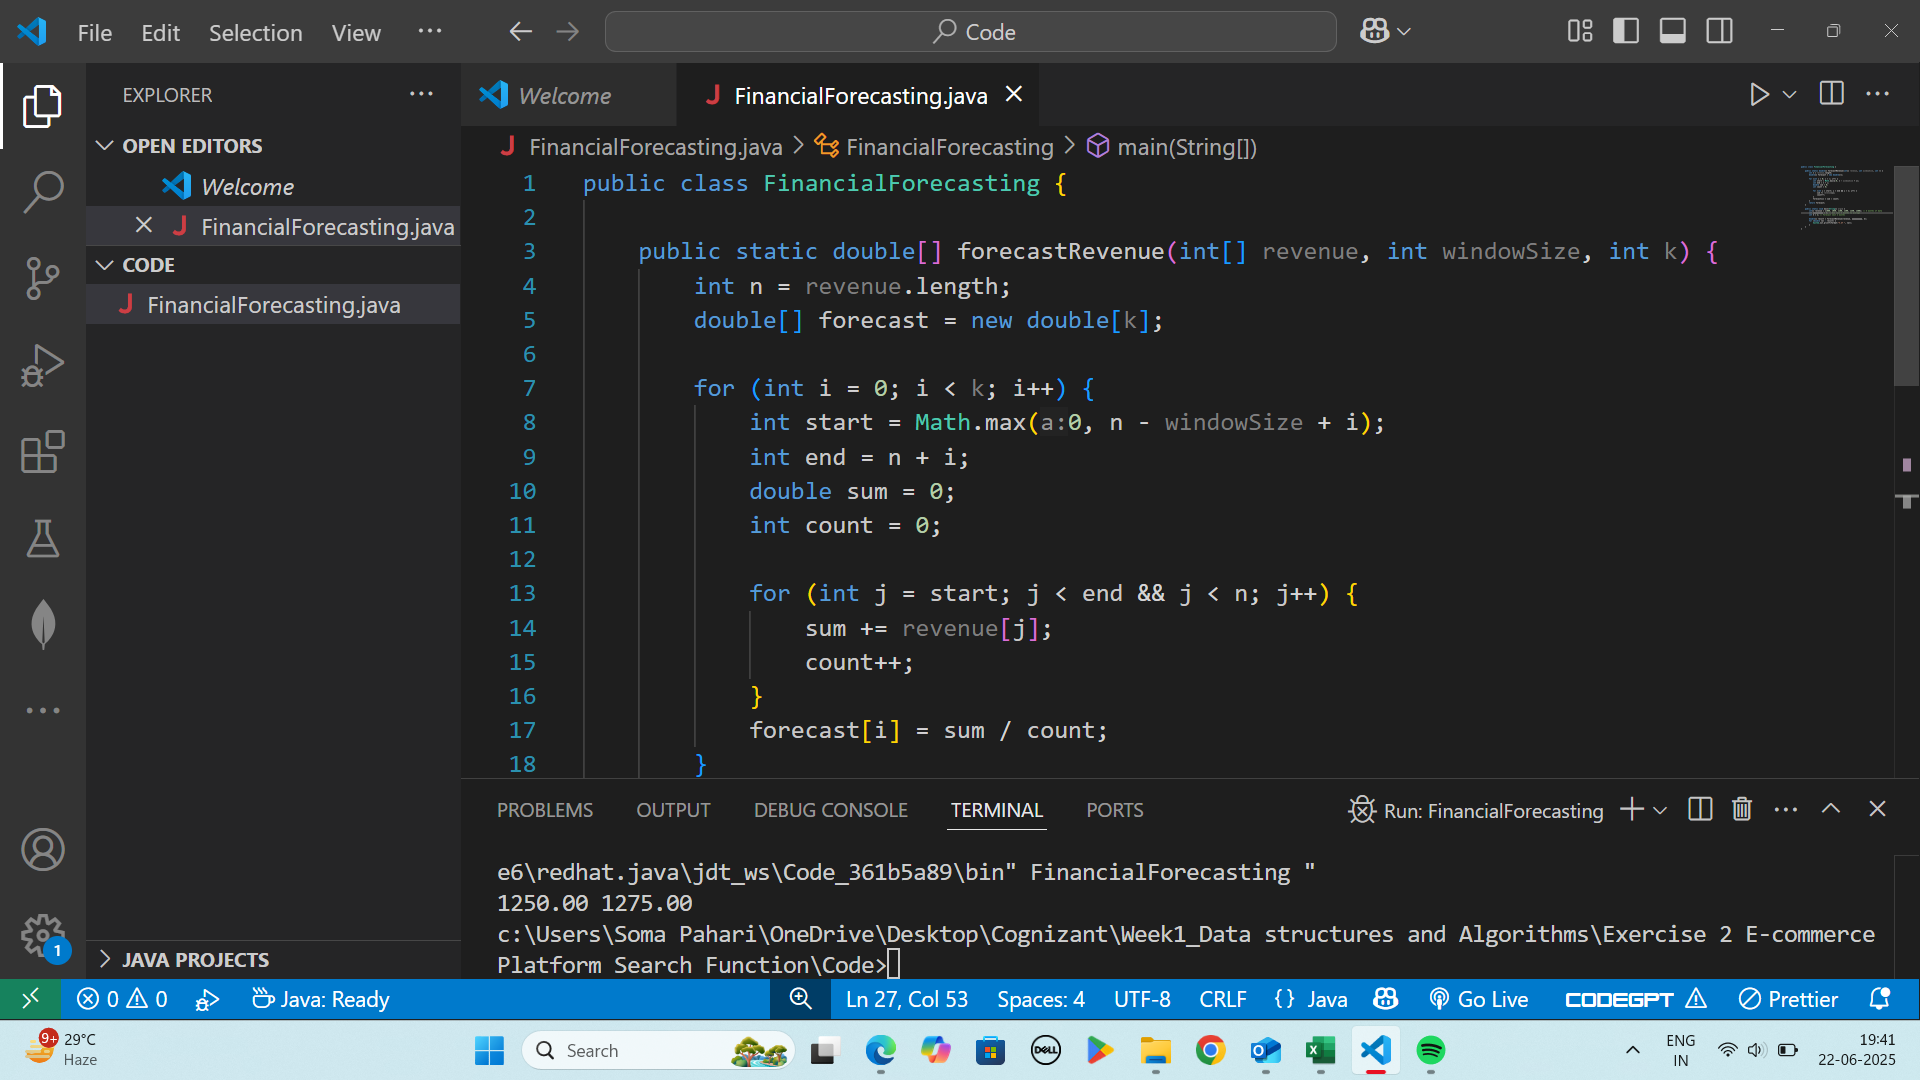 File Edit Selection View ··· Code
EXPLORER ···
OPEN EDITORS
Welcome
FinancialForecasting.java
CODE
FinancialForecasting.java
JAVA PROJECTS
Welcome FinancialForecasting.java
FinancialForecasting.java > FinancialForecasting > main(String[])
1 public class FinancialForecasting {
2
3 public static double[] forecastRevenue(int[] revenue, int windowSize, int k) {
4 int n = revenue.length;
5 double[] forecast = new double[k];
6
7 for (int i = 0; i < k; i++) {
8 int start = Math.max(a:0, n - windowSize + i);
9 int end = n + i;
10 double sum = 0;
11 int count = 0;
12
13 for (int j = start; j < end && j < n; j++) {
14 sum += revenue[j];
15 count++;
16 }
17 forecast[i] = sum / count;
18 }
PROBLEMS OUTPUT DEBUG CONSOLE TERMINAL PORTS Run: FinancialForecasting
e6\redhat.java\jdt_ws\Code_361b5a89\bin" FinancialForecasting "
1250.00 1275.00
c:\Users\Soma Pahari\OneDrive\Desktop\Cognizant\Week1_Data structures and Algorithms\Exercise 2 E-commerce
Platform Search Function\Code>
1
0 0 Java: Ready Ln 27, Col 53 Spaces: 4 UTF-8 CRLF {} Java Go Live CODEGPT Prettier
9+ 29°C
Haze
Search
DELL
ENG
IN
19:41
22-06-2025